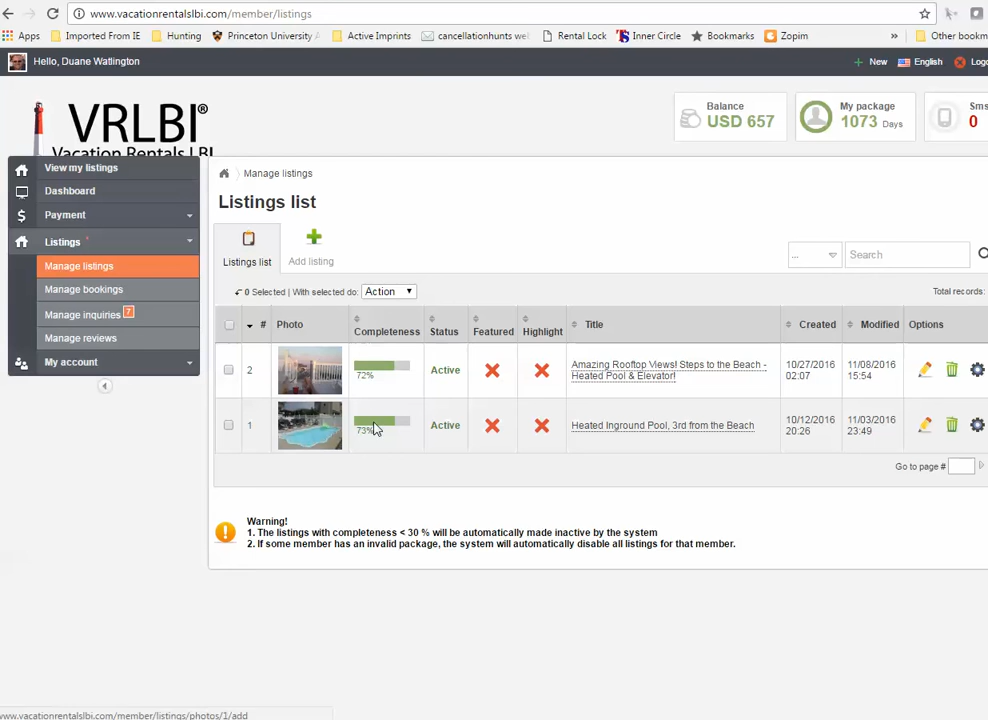 www.vacationrentalslbi.com/member/listings
Apps Imported From IE Hunting Princeton University Active Imprints cancellationhunts Rental Lock Inner Circle Bookmarks Zopim » Other bookm
Hello, Duane Watlington
New English Logo
VRLBI®
Vacation Rentals LBI
Balance
USD 657
My package
1073 Days
Sms
0
View my listings
Dashboard
Payment
Listings *
Manage listings
Manage bookings
Manage inquiries 7
Manage reviews
My account
Manage listings
Listings list
Listings list
Add listing
...
Search
0 Selected | With selected do: Action
Total records:
# Photo Completeness Status Featured Highlight Title Created Modified Options
2 72% Active Amazing Rooftop Views! Steps to the Beach - Heated Pool & Elevator! 10/27/2016 02:07 11/08/2016 15:54
1 73% Active Heated Inground Pool, 3rd from the Beach 10/12/2016 20:26 11/03/2016 23:49
Go to page #
Warning!
1. The listings with completeness < 30 % will be automatically made inactive by the system
2. If some member has an invalid package, the system will automatically disable all listings for that member.
www.vacationrentalslbi.com/member/listings/photos/1/add